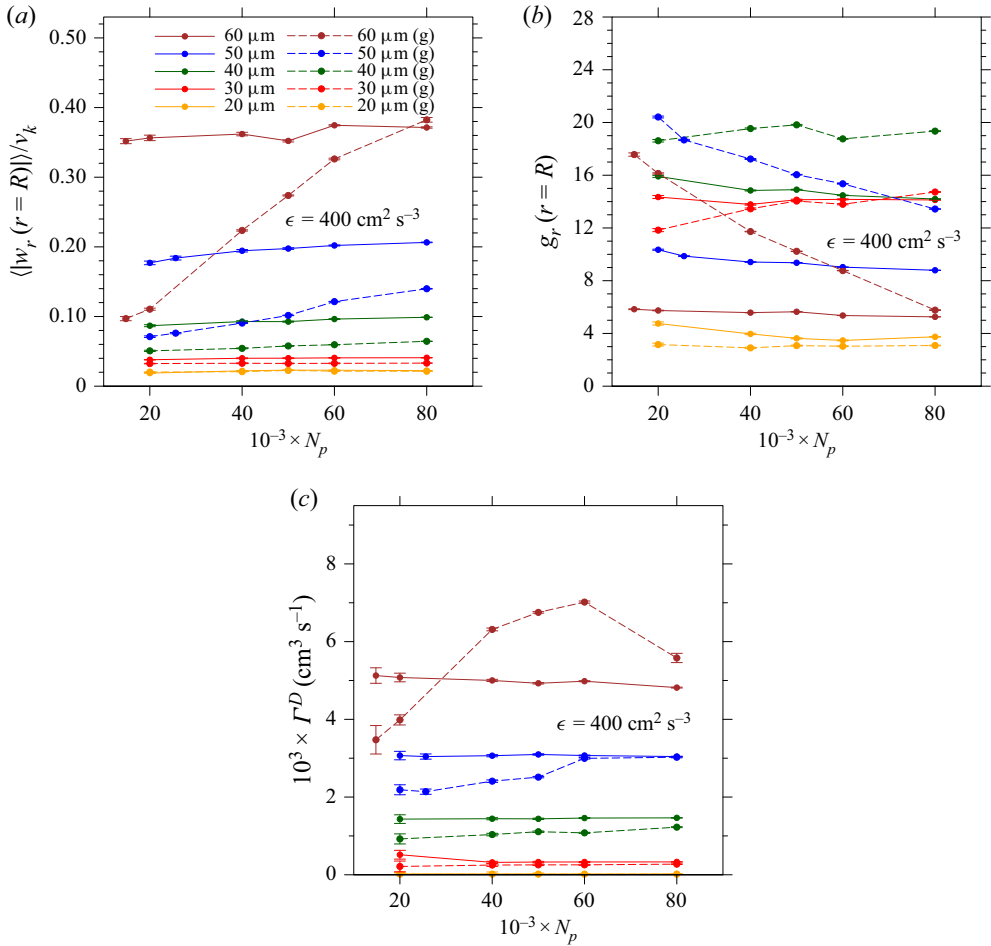 (a)
0.50
0.40
0.30
0.20
0.10
0
⟨|w_r (r = R)|⟩/v_k
60 μm
60 μm (g)
50 μm
50 μm (g)
40 μm
40 μm (g)
30 μm
30 μm (g)
20 μm
20 μm (g)
ϵ = 400 cm² s⁻³
20 40 60 80
10⁻³ × N_p
(b)
28
24
20
16
12
8
4
0
g_r (r = R)
ϵ = 400 cm² s⁻³
20 40 60 80
10⁻³ × N_p
(c)
8
6
4
2
0
10³ × Γ^D (cm³ s⁻¹)
ϵ = 400 cm² s⁻³
20 40 60 80
10⁻³ × N_p